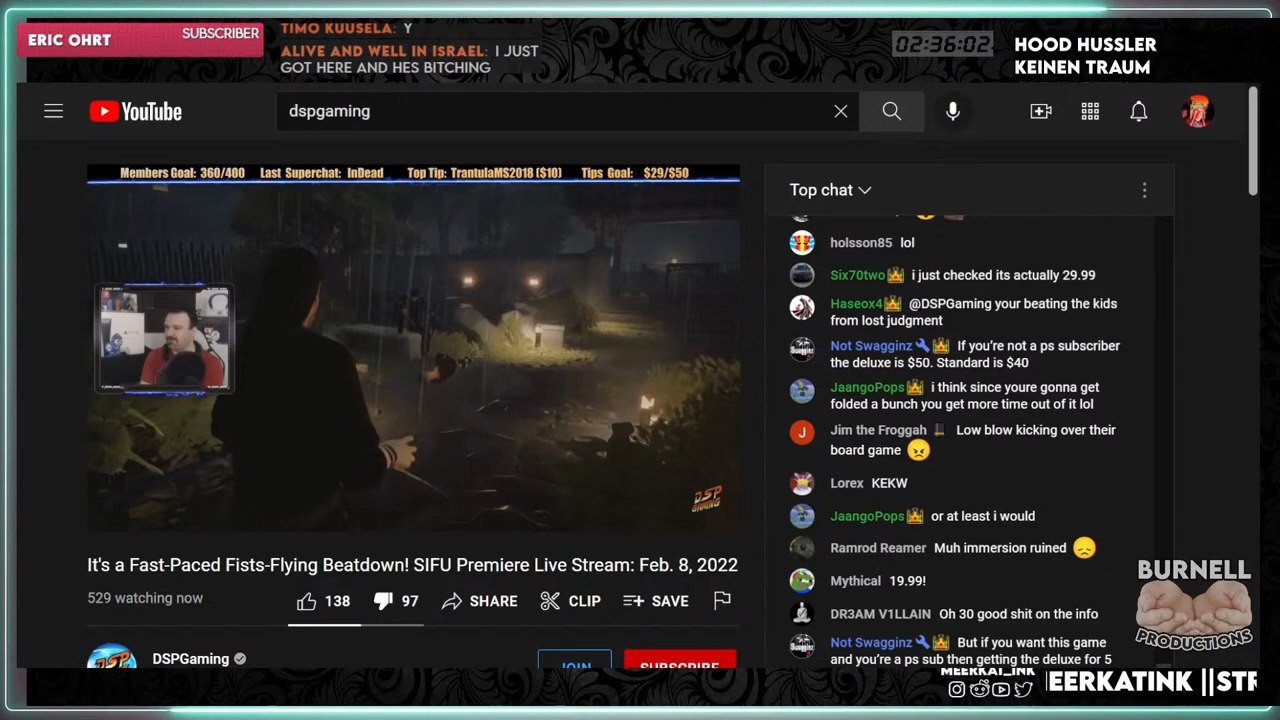 ERIC OHRT
SUBSCRIBER
TIMO KUUSELA: Y
ALIVE AND WELL IN ISRAEL: I JUST
GOT HERE AND HES BITCHING
02:36:02
HOOD HUSSLER
KEINEN TRAUM
YouTube
dspgaming
Members Goal: 360/400 Last Superchat: InDead Top Tip: TrantulaMS2018 ($10) Tips Goal: $29/$50
DSP
GAMING
It's a Fast-Paced Fists-Flying Beatdown! SIFU Premiere Live Stream: Feb. 8, 2022
529 watching now
138
97
SHARE
CLIP
SAVE
DSPGaming
JOIN
SUBSCRIBE
Top chat
holsson85 lol
Six70two i just checked its actually 29.99
Haseox4 @DSPGaming your beating the kids
from lost judgment
Not Swagginz If you're not a ps subscriber
the deluxe is $50. Standard is $40
JaangoPops i think since youre gonna get
folded a bunch you get more time out of it lol
Jim the Froggah Low blow kicking over their
board game
Lorex KEKW
JaangoPops or at least i would
Ramrod Reamer Muh immersion ruined
Mythical 19.99!
DR3AM V1LLAIN Oh 30 good shit on the info
Not Swagginz But if you want this game
and you're a ps sub then getting the deluxe for 5
BURNELL
PRODUCTIONS
MEERKAT_INK
EERKATINK ||STR